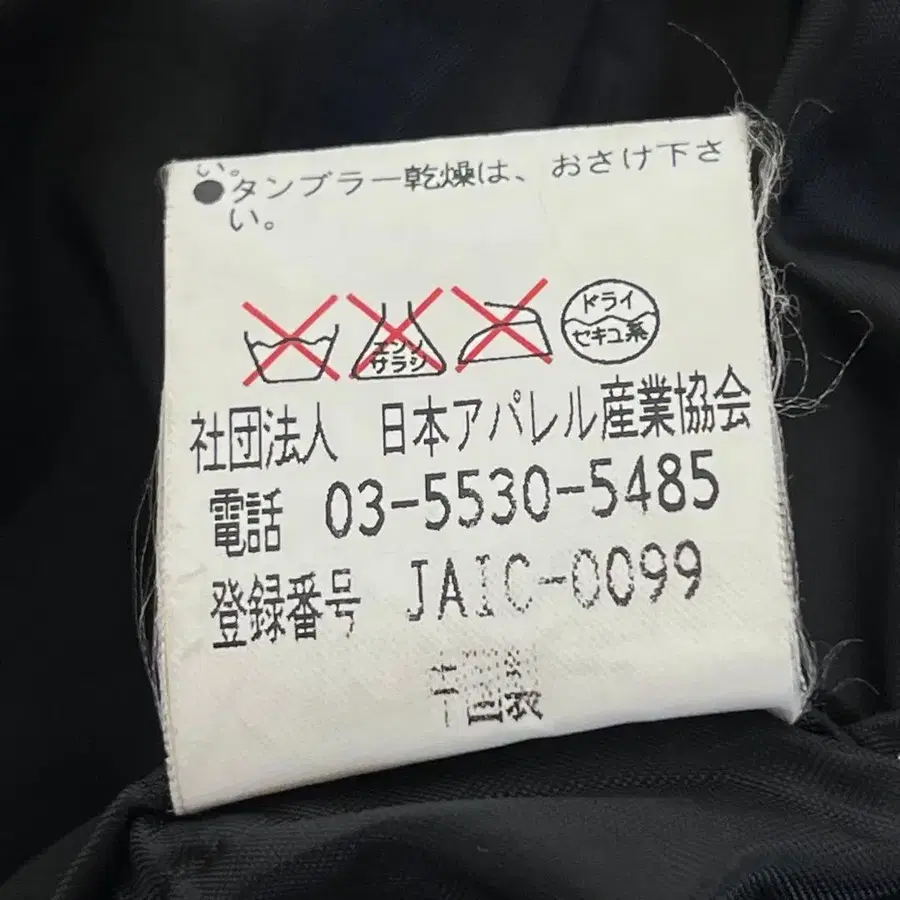 い。
●タンブラー乾燥は、おさけ下さ
い。
エンソ
サラシ
ドライ
セキユ系
社団法人 日本アパレル産業協会
電話 03-5530-5485
登録番号 JAIC-0099